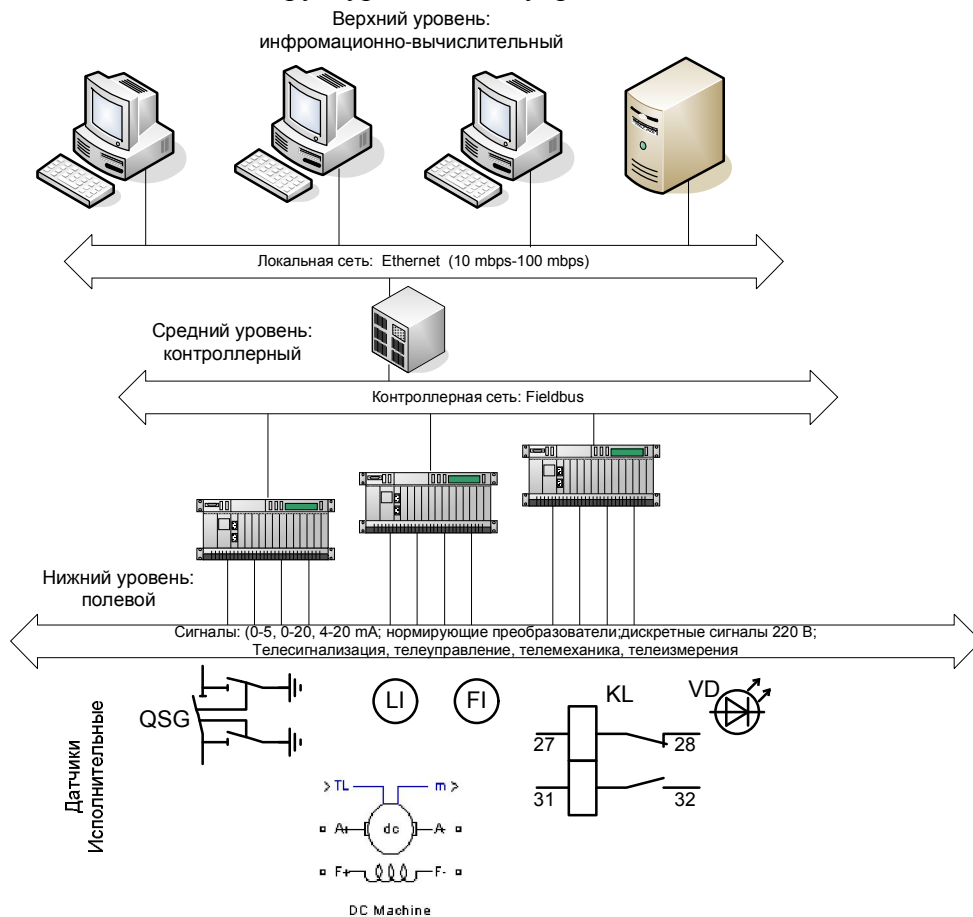 Верхний уровень:
инфромационно-вычислительный
Локальная сеть: Ethernet (10 mbps-100 mbps)
Средний уровень:
контроллерный
Контроллерная сеть: Fieldbus
Нижний уровень:
полевой
Сигналы: (0-5, 0-20, 4-20 mA; нормирующие преобразователи;дискретные сигналы 220 В;
Телесигнализация, телеуправление, телемеханика, телеизмерения
Датчики
Исполнительные
QSG
LI
FI
KL
VD
27
28
31
32
TL
m
A+
dc
A-
F+
F-
DC Machine